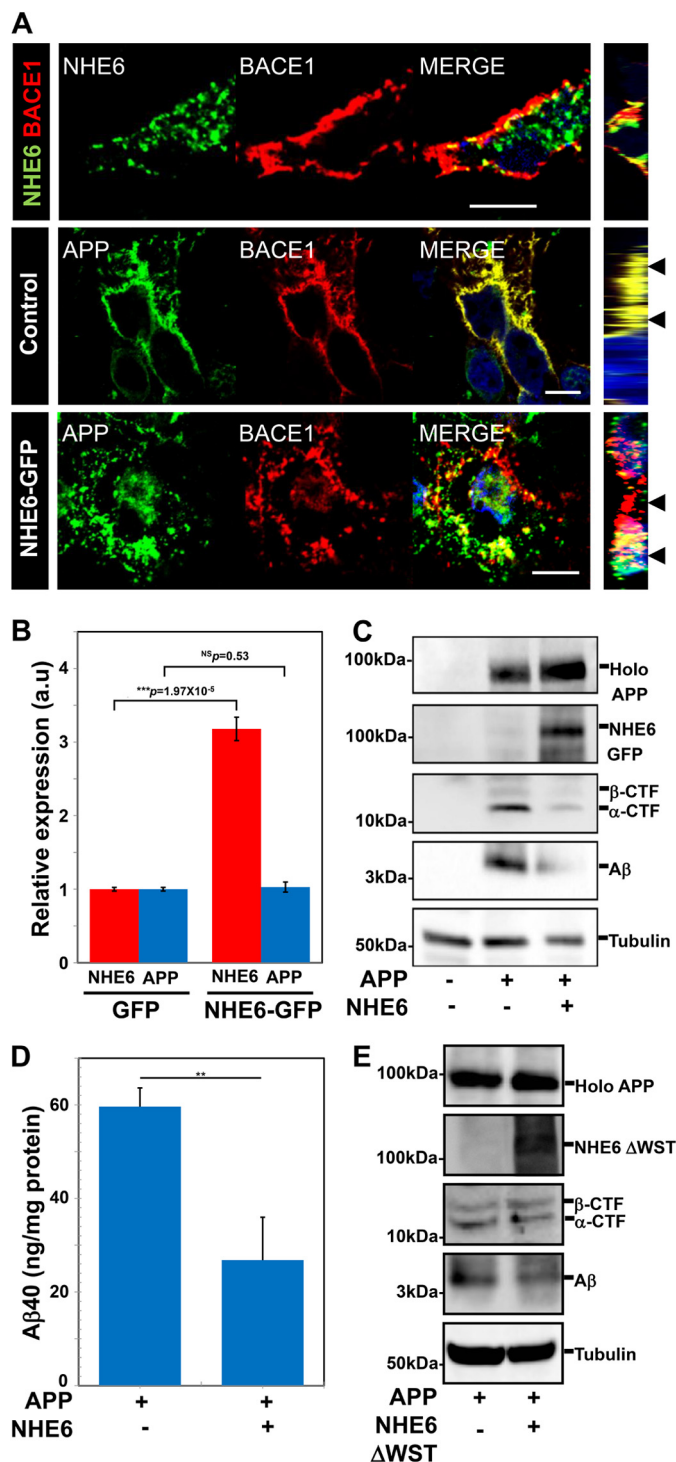 A
NHE6 BACE1
NHE6
BACE1
MERGE
Control
APP
BACE1
MERGE
NHE6-GFP
APP
BACE1
MERGE
B
Relative expression (a.u)
4
3
2
1
0
***p=1.97X10⁻⁵
NSp=0.53
NHE6 APP
NHE6 APP
GFP
NHE6-GFP
C
100kDa
Holo
APP
100kDa
NHE6
GFP
β-CTF
α-CTF
10kDa
3kDa
Aβ
50kDa
Tubulin
APP - + +
NHE6 - - +
D
Aβ40 (ng/mg protein)
60
40
20
0
**
APP + +
NHE6 - +
E
100kDa
Holo APP
NHE6 ΔWST
100kDa
β-CTF
α-CTF
10kDa
Aβ
3kDa
Tubulin
50kDa
APP + +
NHE6 - +
ΔWST